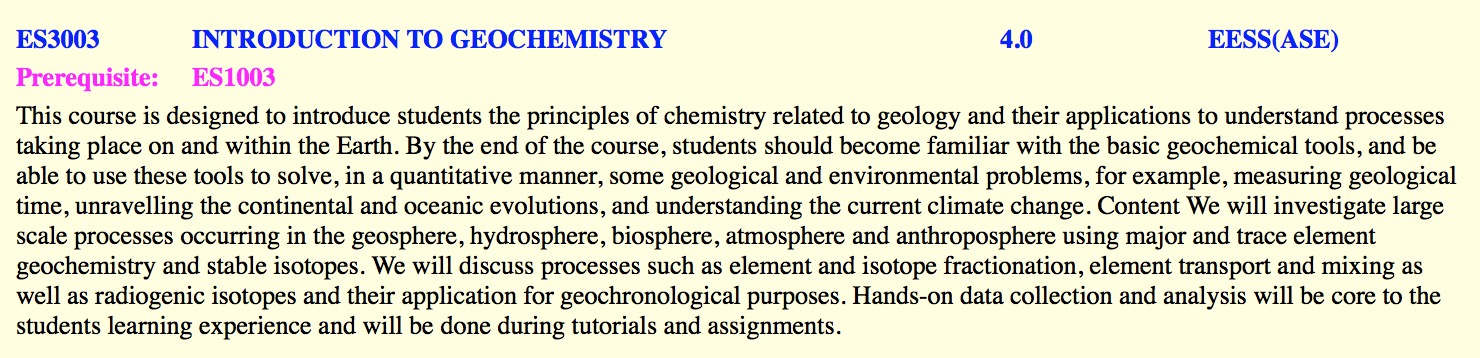 ES3003 INTRODUCTION TO GEOCHEMISTRY 4.0 EESS(ASE)
Prerequisite: ES1003
This course is designed to introduce students the principles of chemistry related to geology and their applications to understand processes
taking place on and within the Earth. By the end of the course, students should become familiar with the basic geochemical tools, and be
able to use these tools to solve, in a quantitative manner, some geological and environmental problems, for example, measuring geological
time, unravelling the continental and oceanic evolutions, and understanding the current climate change. Content We will investigate large
scale processes occurring in the geosphere, hydrosphere, biosphere, atmosphere and anthroposphere using major and trace element
geochemistry and stable isotopes. We will discuss processes such as element and isotope fractionation, element transport and mixing as
well as radiogenic isotopes and their application for geochronological purposes. Hands-on data collection and analysis will be core to the
students learning experience and will be done during tutorials and assignments.